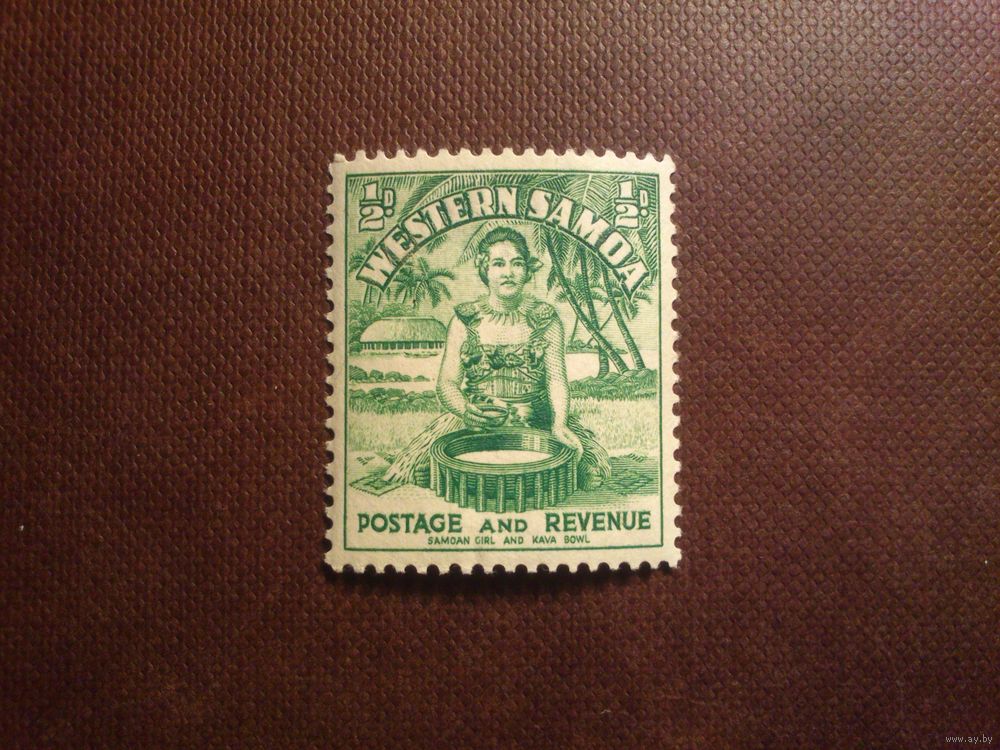 ½D. ½D.
WESTERN SAMOA
POSTAGE AND REVENUE
SAMOAN GIRL AND KAVA BOWL
www.ay.by